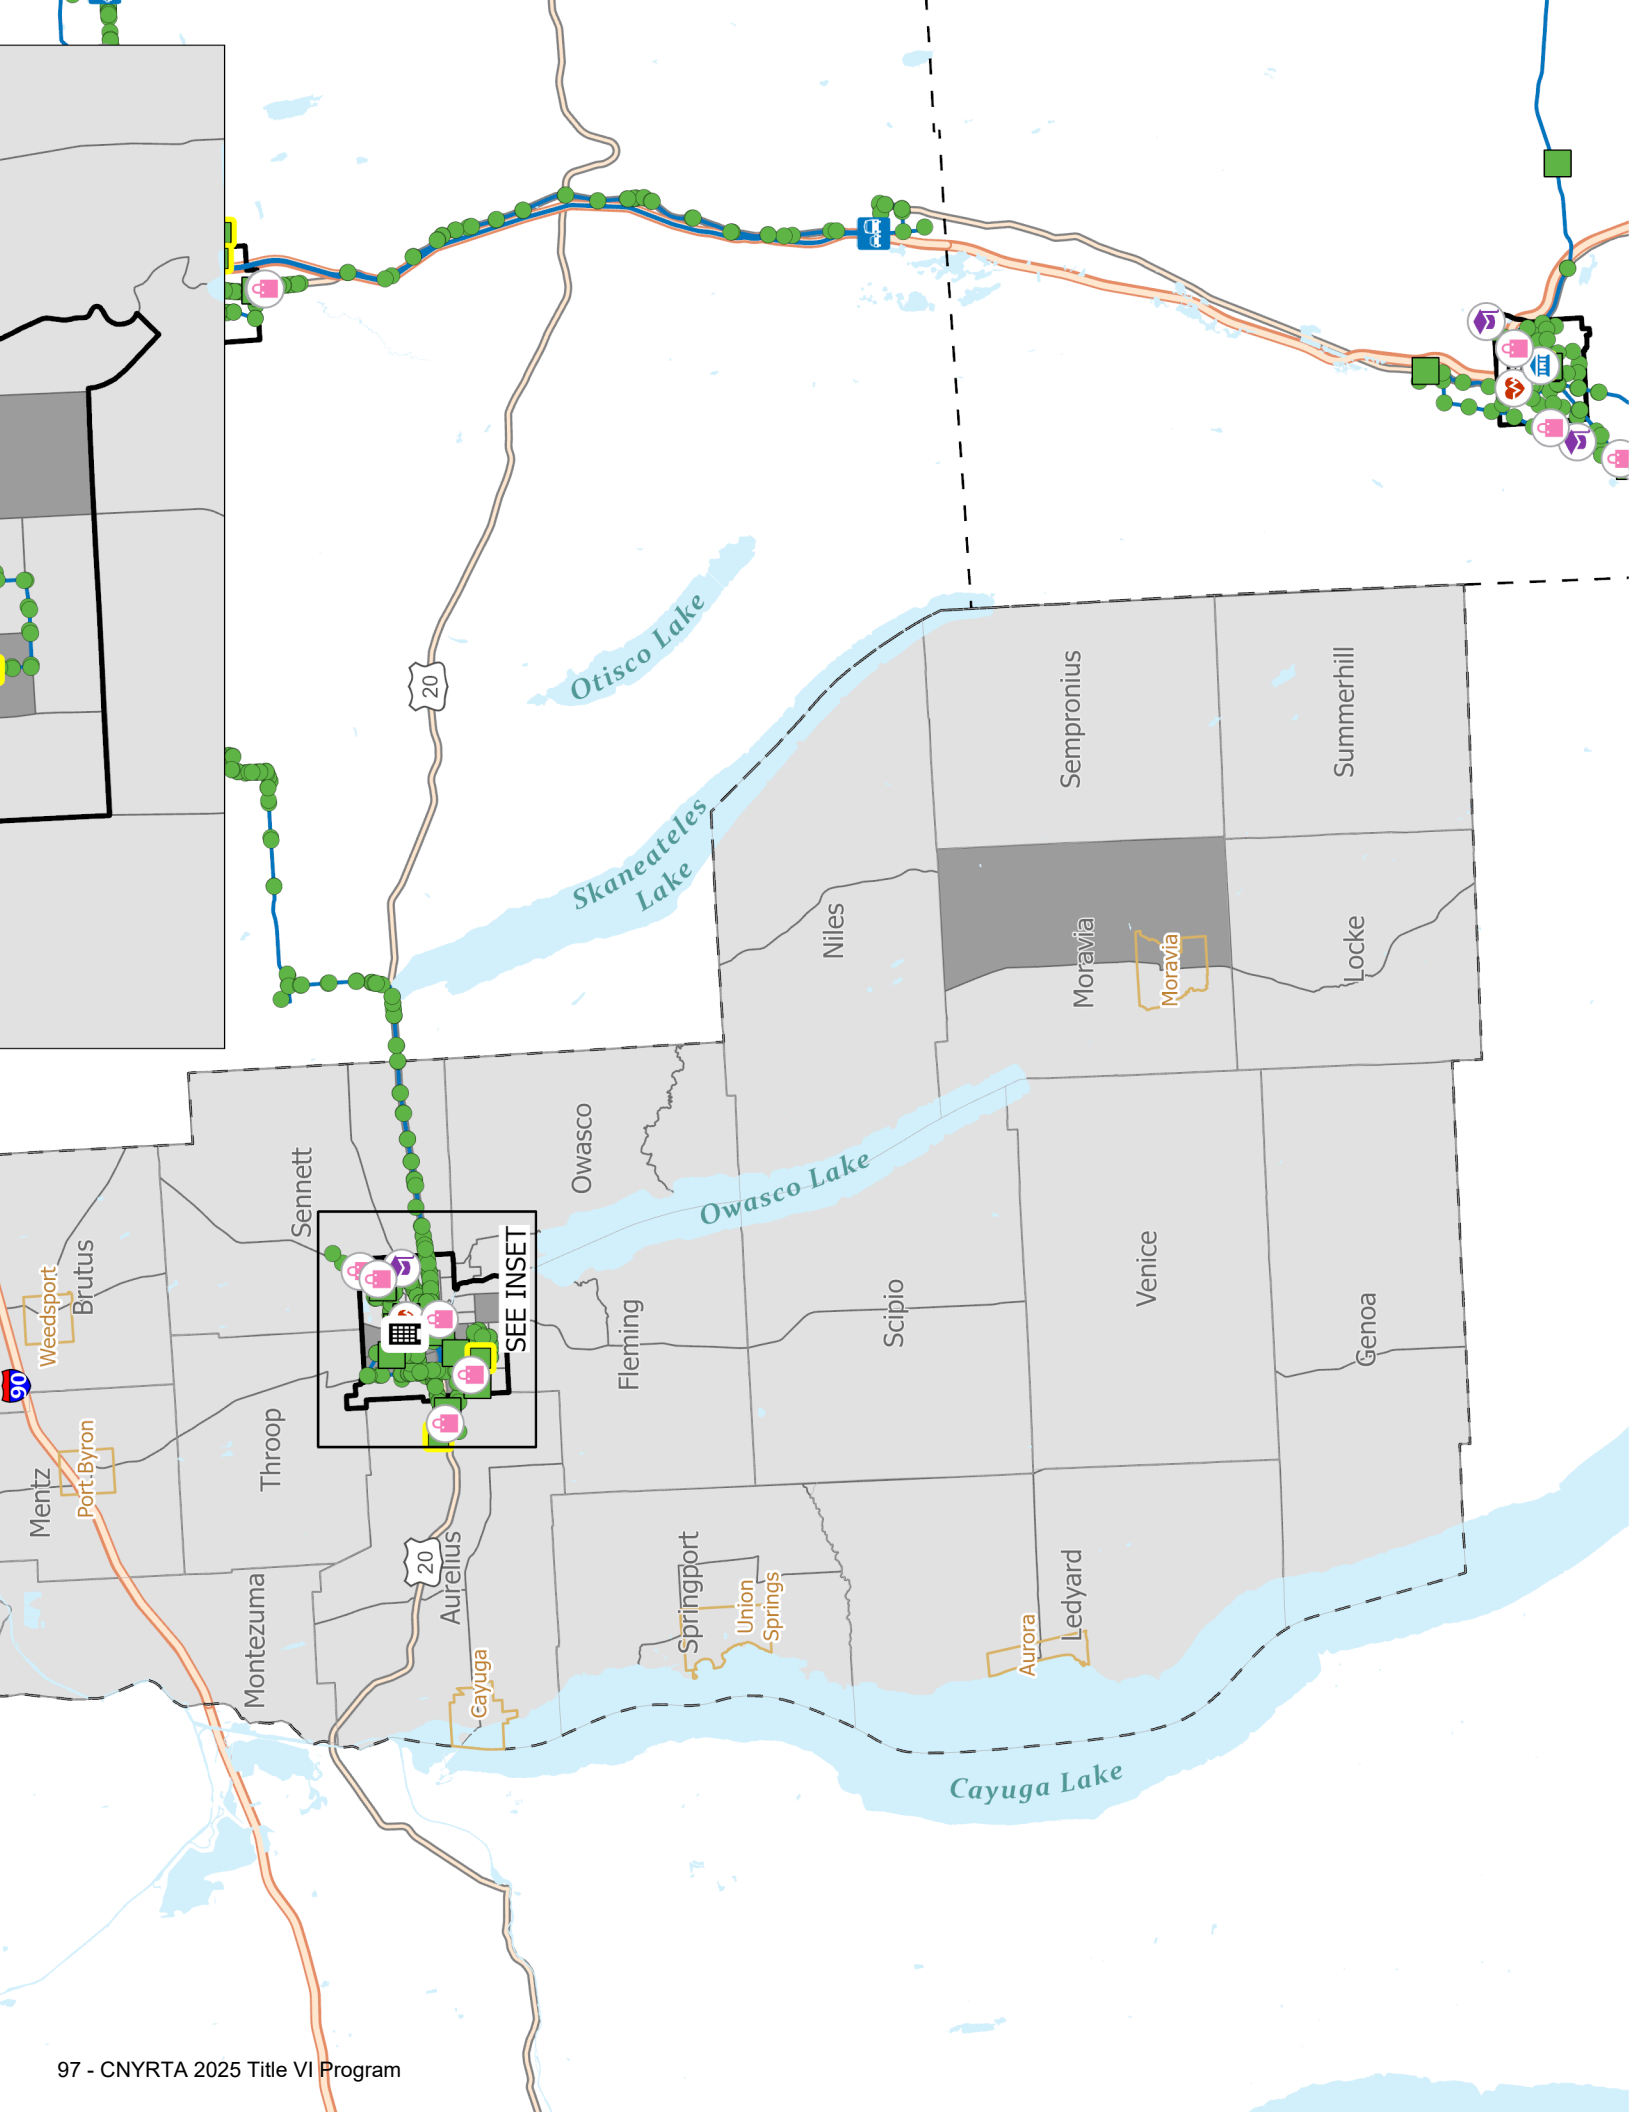 20
Otisco Lake
Skaneateles
Lake
Sempronius
Summerhill
Niles
Moravia
Moravia
Locke
Owasco
Sennett
Owasco Lake
SEE INSET
Brutus
Weedsport
90
Fleming
Scipio
Venice
Genoa
Throop
Mentz
Port Byron
20
Aurelius
Montezuma
Springport
Union
Springs
Ledyard
Aurora
Cayuga
Cayuga Lake
97 - CNYRTA 2025 Title VI Program